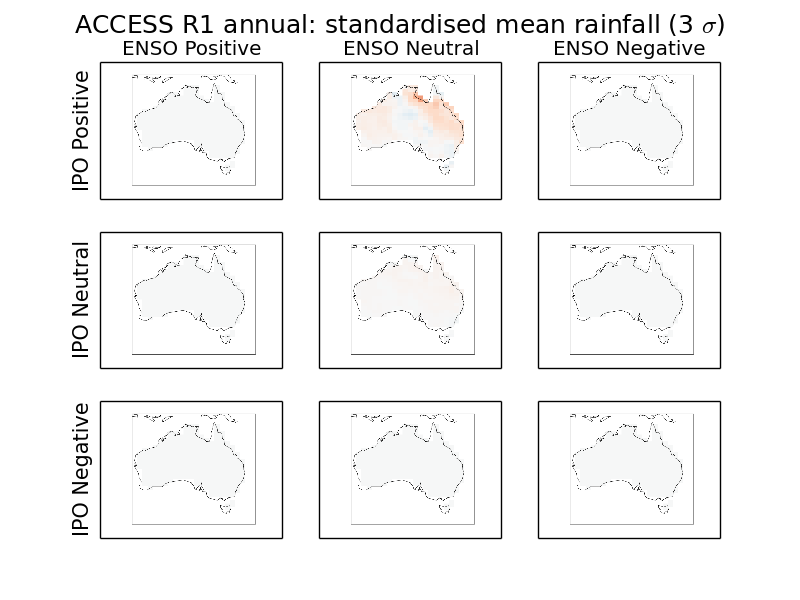 ACCESS R1 annual: standardised mean rainfall (3 σ)
ENSO Positive
ENSO Neutral
ENSO Negative
IPO Positive
IPO Neutral
IPO Negative